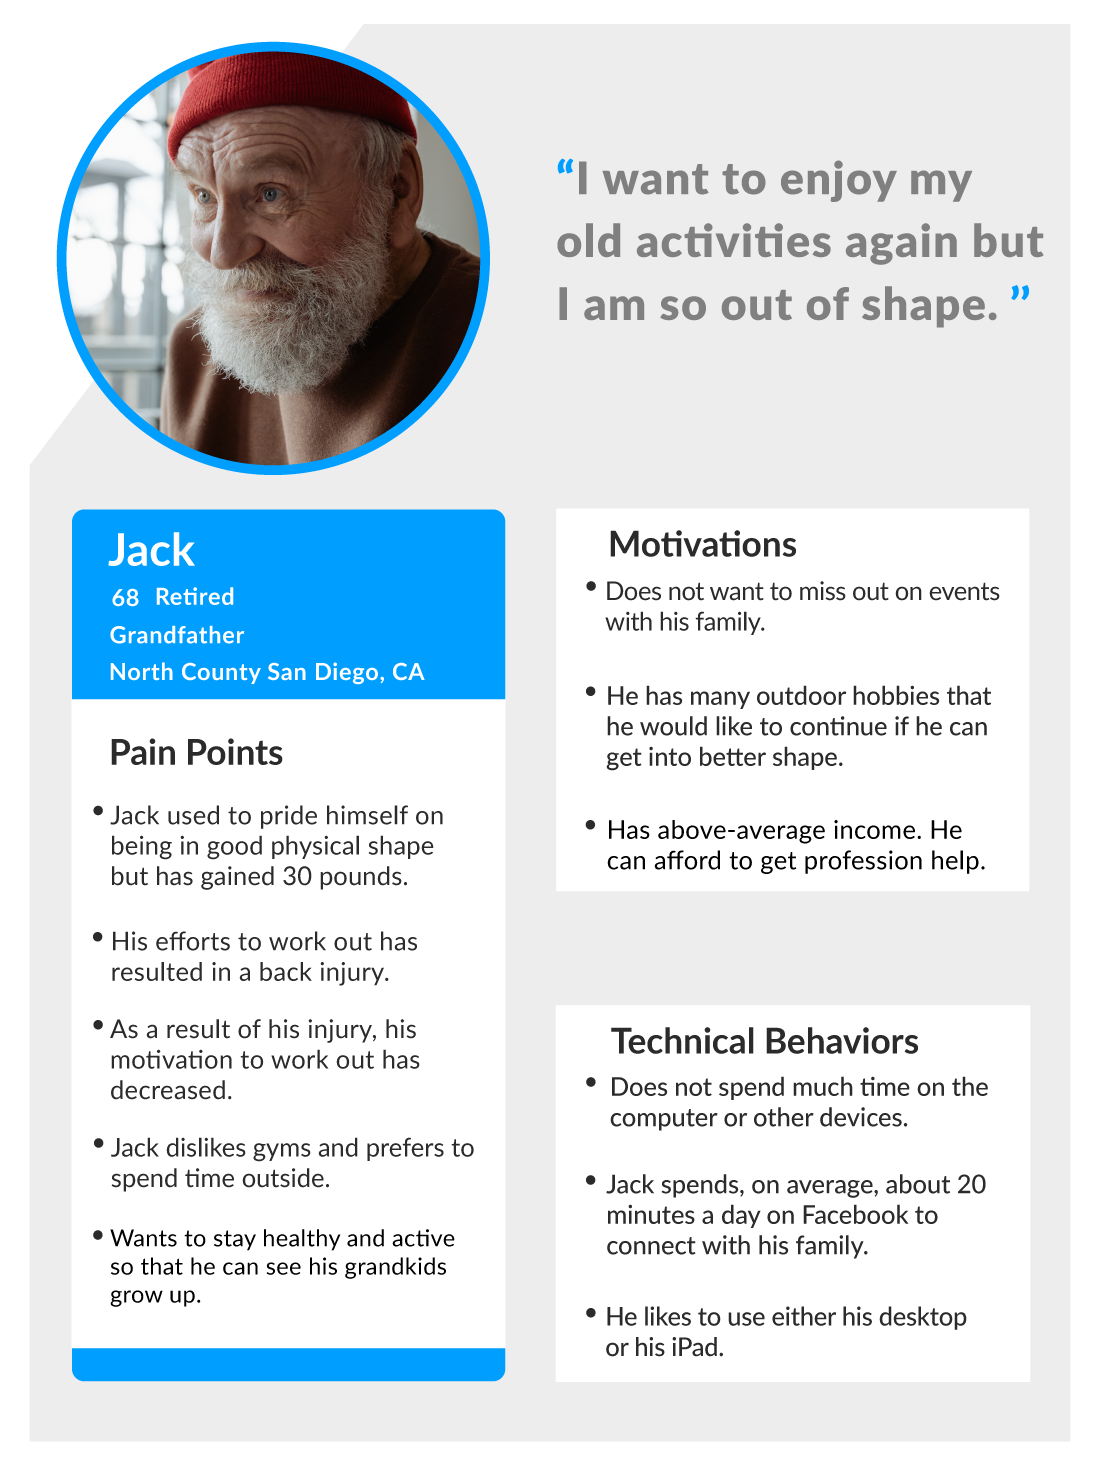 “I want to enjoy my
old activities again but
I am so out of shape. ”
Jack
68 Retired
Grandfather
North County San Diego, CA
Pain Points
• Jack used to pride himself on
being in good physical shape
but has gained 30 pounds.
• His efforts to work out has
resulted in a back injury.
• As a result of his injury, his
motivation to work out has
decreased.
• Jack dislikes gyms and prefers to
spend time outside.
• Wants to stay healthy and active
so that he can see his grandkids
grow up.
Motivations
• Does not want to miss out on events
with his family.
• He has many outdoor hobbies that
he would like to continue if he can
get into better shape.
• Has above-average income. He
can afford to get profession help.
Technical Behaviors
• Does not spend much time on the
computer or other devices.
• Jack spends, on average, about 20
minutes a day on Facebook to
connect with his family.
• He likes to use either his desktop
or his iPad.